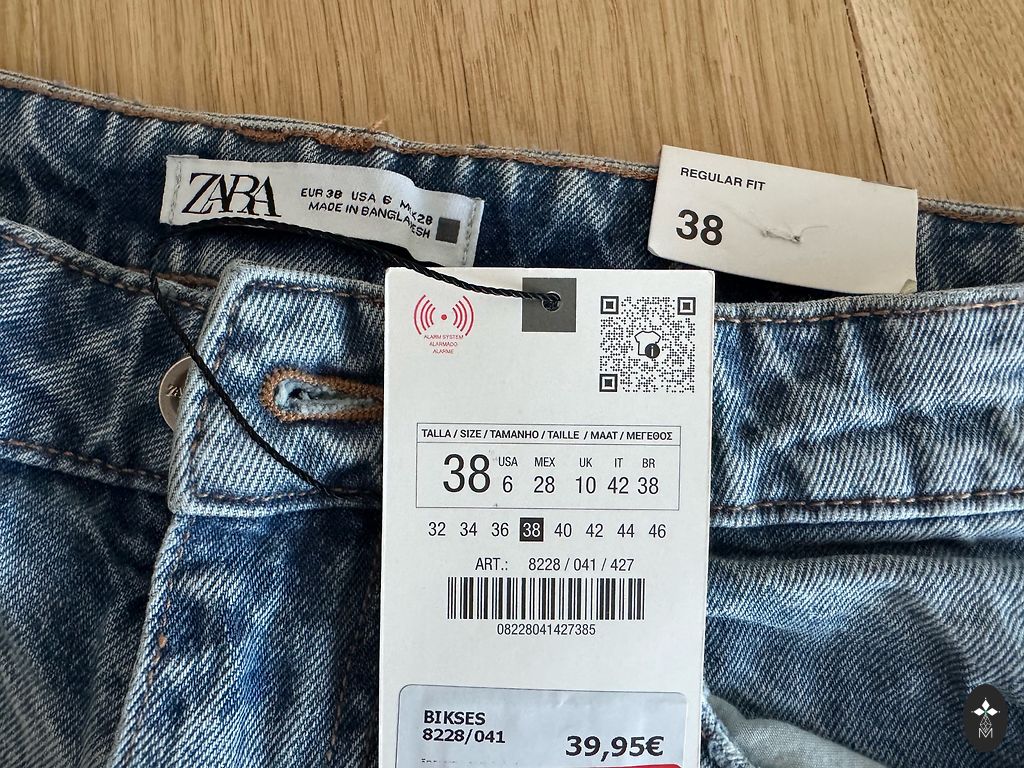 ZARA
EUR 38 USA 6 MEX28
MADE IN BANGLADESH
REGULAR FIT
38
ALARM SYSTEM
ALARMADO
ALARME
TALLA / SIZE / TAMANHO / TAILLE / MAAT / ΜΕΓΕΘΟΣ
38 USA 6 MEX 28 UK 10 IT 42 BR 38
32 34 36 38 40 42 44 46
ART.: 8228 / 041 / 427
08228041427385
BIKSES
8228/041
39,95€